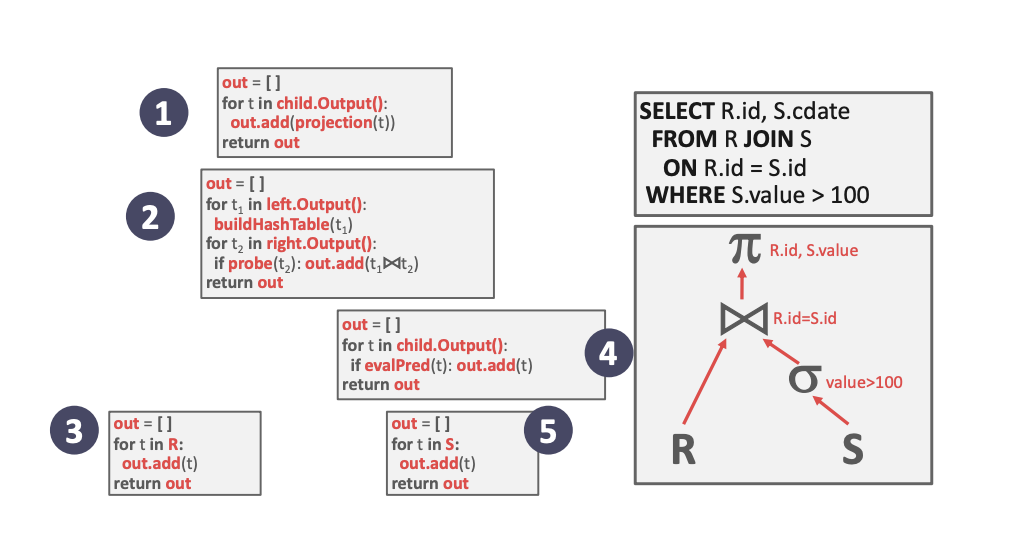 1
out = [ ]
for t in child.Output():
out.add(projection(t))
return out
2
out = [ ]
for t₁ in left.Output():
buildHashTable(t₁)
for t₂ in right.Output():
if probe(t₂): out.add(t₁⋈t₂)
return out
4
out = [ ]
for t in child.Output():
if evalPred(t): out.add(t)
return out
3
out = [ ]
for t in R:
out.add(t)
return out
5
out = [ ]
for t in S:
out.add(t)
return out
SELECT R.id, S.cdate
FROM R JOIN S
ON R.id = S.id
WHERE S.value > 100
π R.id, S.value
⋈ R.id=S.id
σ value>100
R S